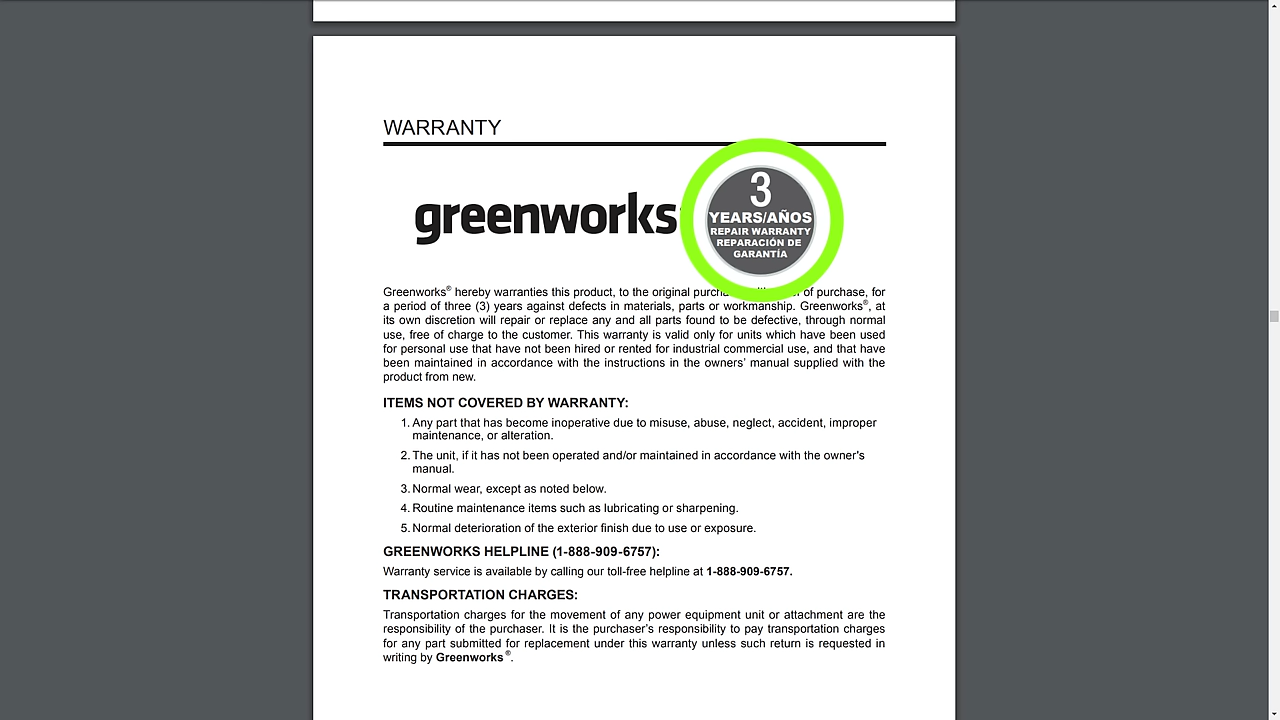 WARRANTY
greenworks
3
YEARS/AÑOS
REPAIR WARRANTY
REPARACIÓN DE
GARANTÍA
Greenworks® hereby warranties this product, to the original purcha of purchase, for
a period of three (3) years against defects in materials, parts or workmanship. Greenworks®, at
its own discretion will repair or replace any and all parts found to be defective, through normal
use, free of charge to the customer. This warranty is valid only for units which have been used
for personal use that have not been hired or rented for industrial commercial use, and that have
been maintained in accordance with the instructions in the owners' manual supplied with the
product from new.
ITEMS NOT COVERED BY WARRANTY:
1. Any part that has become inoperative due to misuse, abuse, neglect, accident, improper
maintenance, or alteration.
2. The unit, if it has not been operated and/or maintained in accordance with the owner's
manual.
3. Normal wear, except as noted below.
4. Routine maintenance items such as lubricating or sharpening.
5. Normal deterioration of the exterior finish due to use or exposure.
GREENWORKS HELPLINE (1-888-909-6757):
Warranty service is available by calling our toll-free helpline at 1-888-909-6757.
TRANSPORTATION CHARGES:
Transportation charges for the movement of any power equipment unit or attachment are the
responsibility of the purchaser. It is the purchaser's responsibility to pay transportation charges
for any part submitted for replacement under this warranty unless such return is requested in
writing by Greenworks ®.